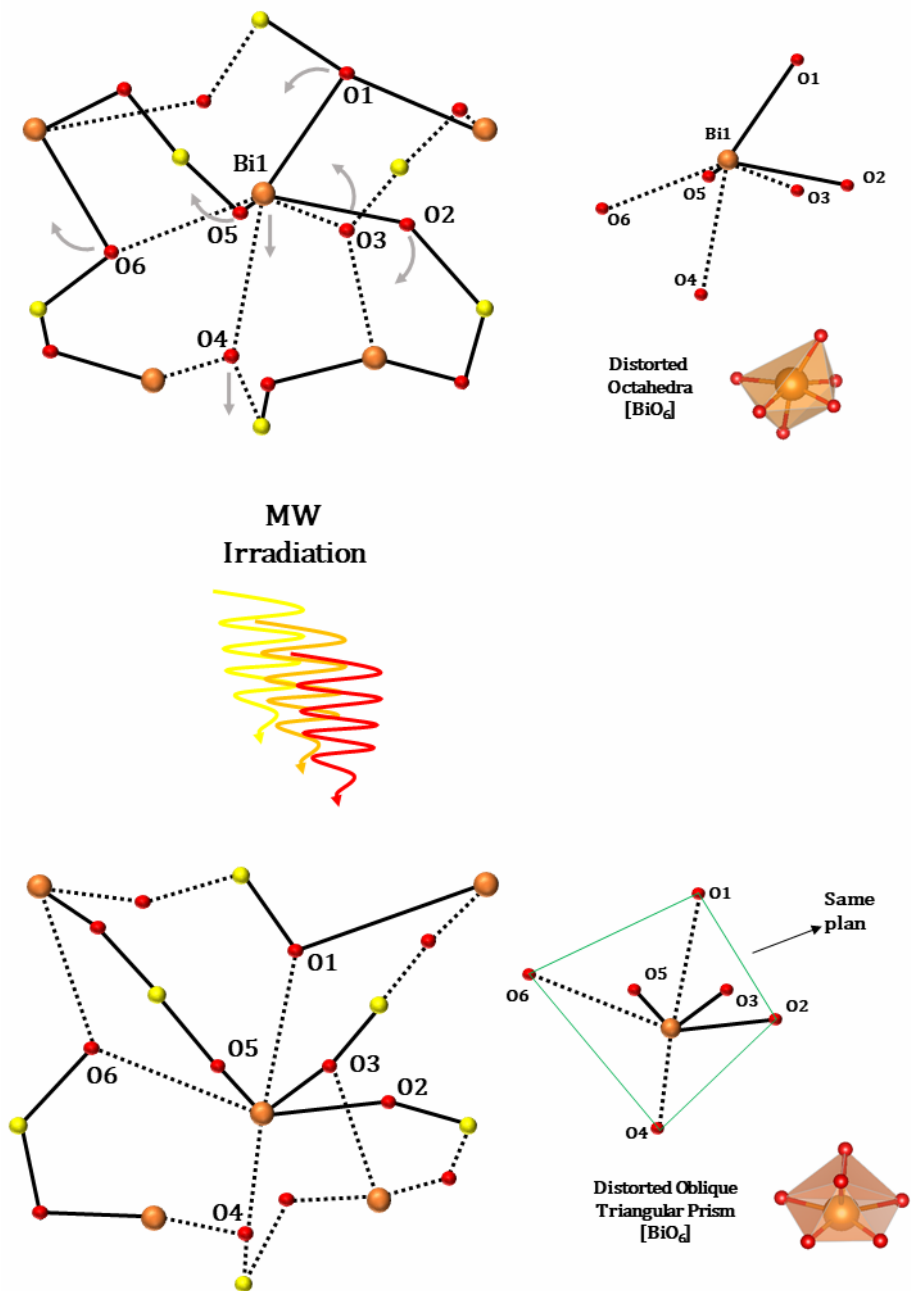 O1
Bi1
O2
O5
O3
O6
O4
O1
Bi1
O5
O3
O2
O6
O4
Distorted
Octahedra
[BiO₆]
MW
Irradiation
O1
O5
O3
O6
O2
O4
O1
Same
plan
O5
O3
O6
O2
O4
Distorted Oblique
Triangular Prism
[BiO₆]